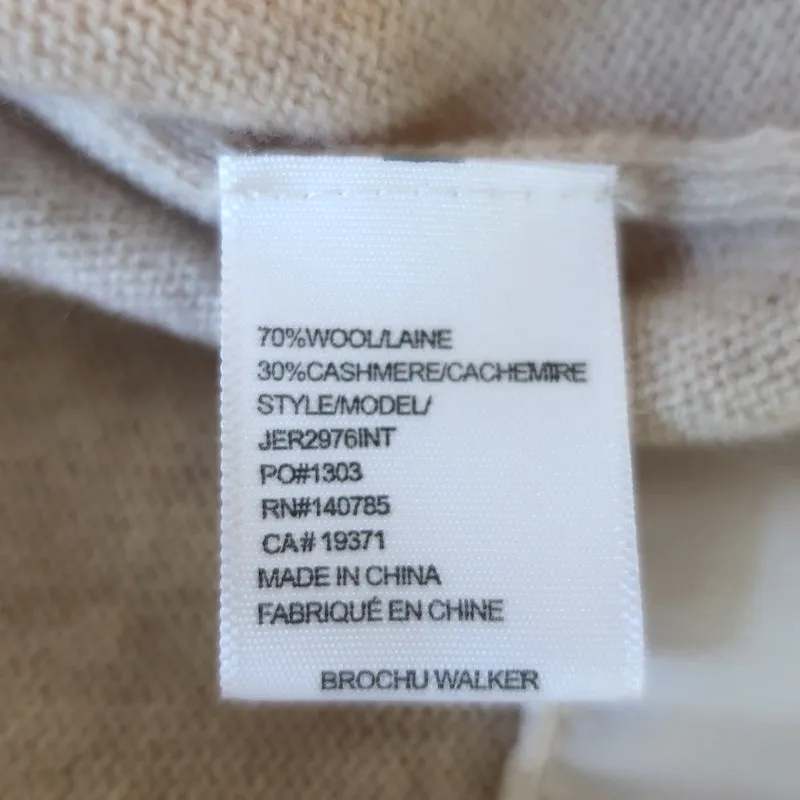 70%WOOL/LAINE
30%CASHMERE/CACHEMIRE
STYLE/MODEL/
JER2976INT
PO#1303
RN#140785
CA# 19371
MADE IN CHINA
FABRIQUÉ EN CHINE
BROCHU WALKER